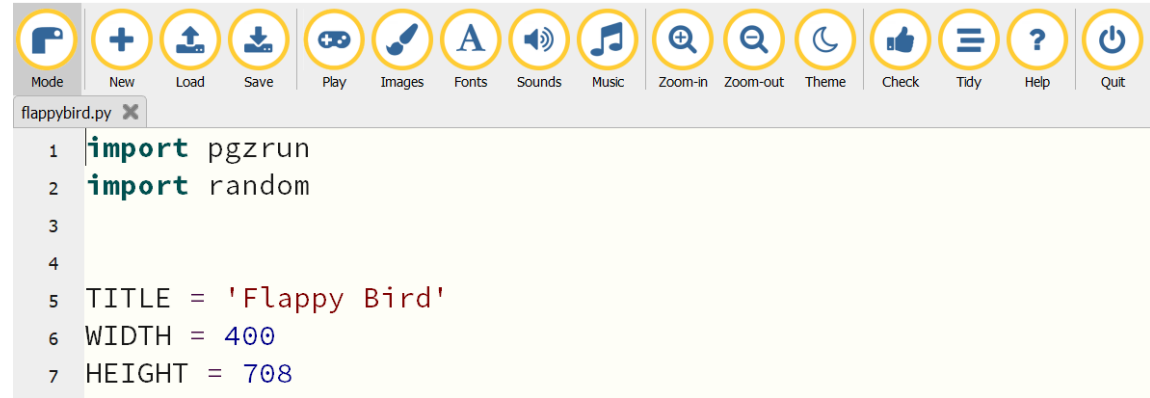 Mode New Load Save Play Images Fonts Sounds Music Zoom-in Zoom-out Theme Check Tidy Help Quit
flappybird.py
1 import pgzrun
2 import random
3
4
5 TITLE = 'Flappy Bird'
6 WIDTH = 400
7 HEIGHT = 708